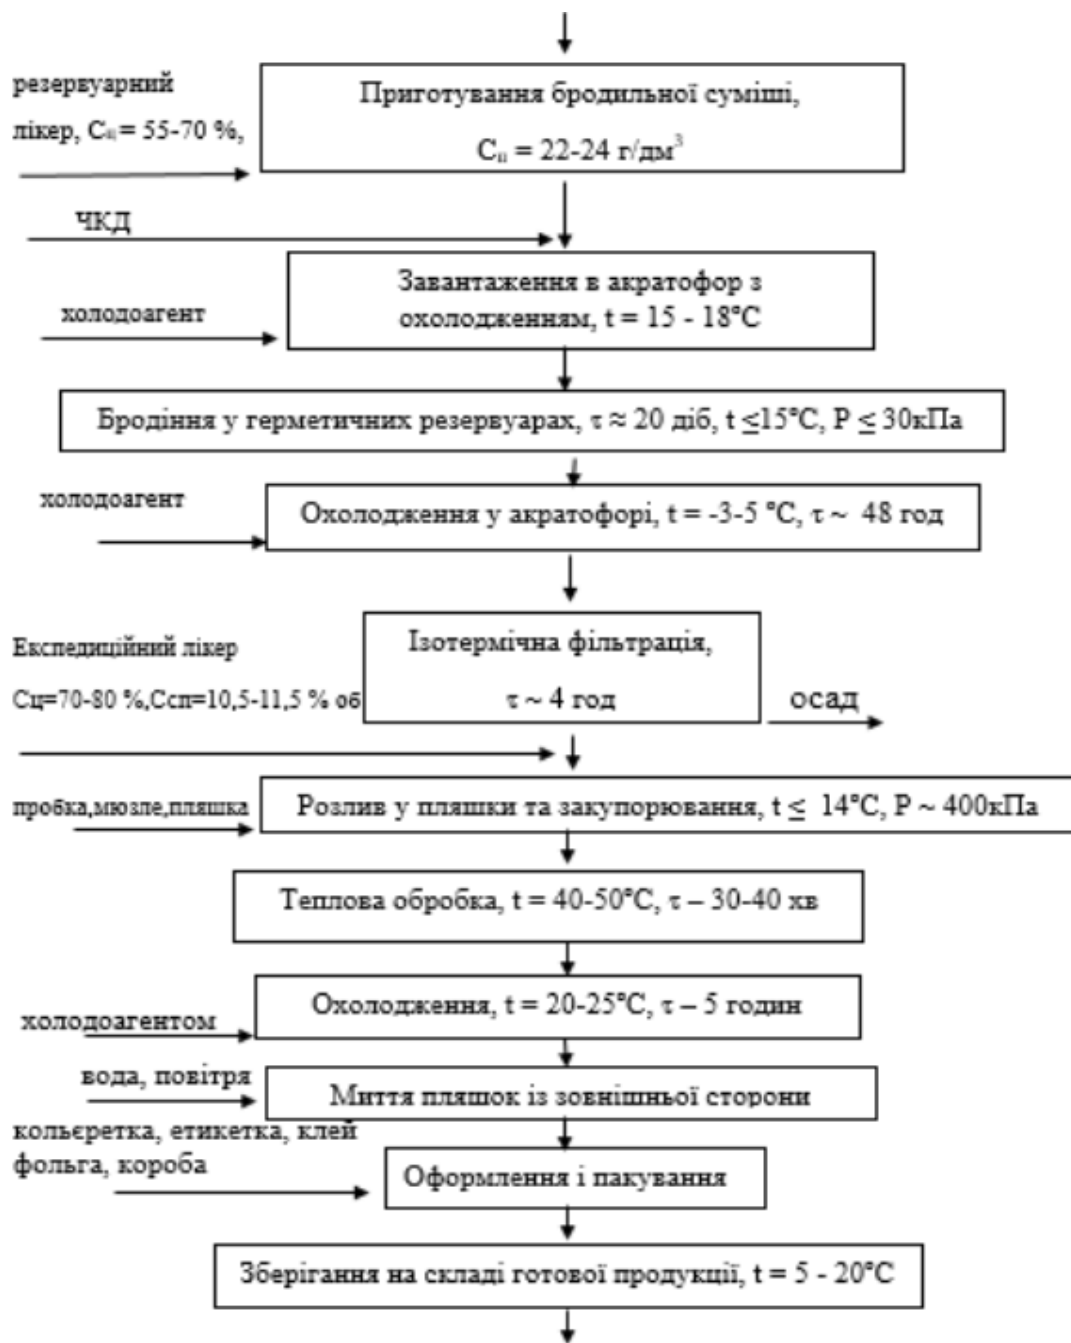 резервуарний
лікер, Сц = 55-70 %,
Приготування бродильної суміші,
Сц = 22-24 г/дм³
ЧКД
Завантаження в акратофор з
охолодженням, t = 15 - 18°С
холодоагент
Бродіння у герметичних резервуарах, τ ≈ 20 діб, t ≤15°С, Р ≤ 30кПа
холодоагент
Охолодження у акратофорі, t = -3-5 °С, τ ~ 48 год
Ізотермічна фільтрація,
τ ~ 4 год
Експедиційний лікер
Сц=70-80 %,Ссп=10,5-11,5 % об
осад
пробка,мюзле,пляшка
Розлив у пляшки та закупорювання, t ≤ 14°С, Р ~ 400кПа
Теплова обробка, t = 40-50°С, τ – 30-40 хв
Охолодження, t = 20-25°С, τ – 5 годин
холодоагентом
вода, повітря
Миття пляшок із зовнішньої сторони
кольєретка, етикетка, клей
фольга, короба
Оформлення і пакування
Зберігання на складі готової продукції, t = 5 - 20°С